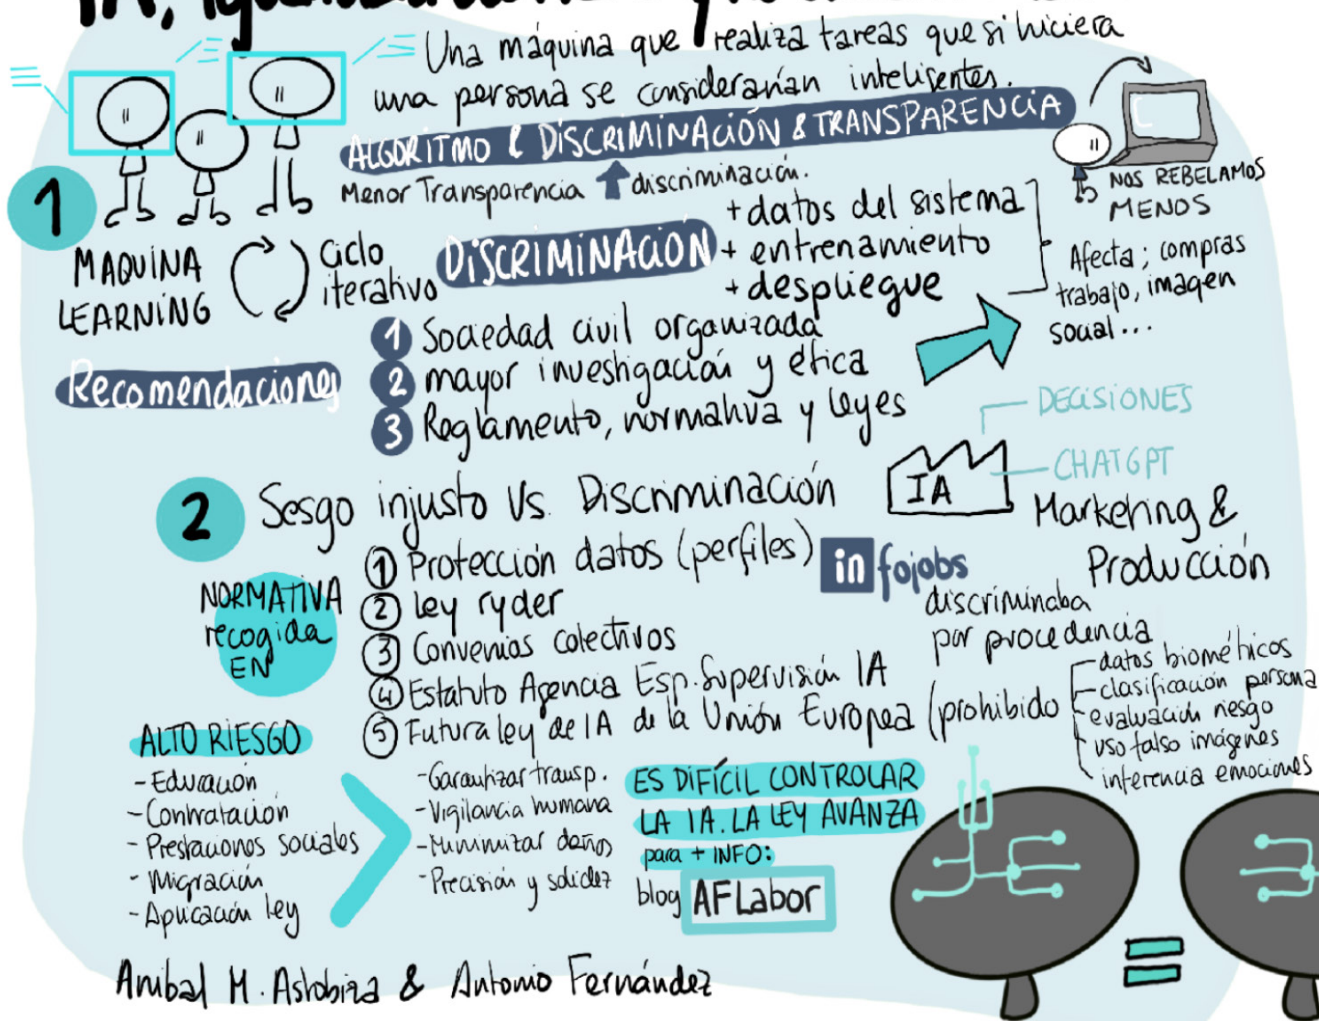 IA, 
Una máquina que realiza tareas que si hiciera
una persona se considerarían inteligentes.
ALGORITMO & DISCRIMINACIÓN & TRANSPARENCIA
Menor Transparencia discriminación.
NOS REBELAMOS
MENOS
1
MAQUINA
LEARNING
Ciclo
iterativo
DISCRIMINACIÓN
+ datos del sistema
+ entrenamiento
+ despliegue
Afecta; compras
trabajo, imagen
social...
Recomendaciones
1 Sociedad civil organizada
2 mayor investigación y ética
3 Reglamento, normativa y leyes
DECISIONES
CHATGPT
IA
Marketing &
Producción
2 Sesgo injusto Vs. Discriminación
NORMATIVA
recogida
EN
1 Protección datos (perfiles)
2 ley ryder
3 Convenios colectivos
4 Estatuto Agencia Esp. Supervisión IA
5 Futura ley de IA de la Unión Europea (prohibido
infojobs
discriminaba
por procedencia
- datos biométricos
- clasificación persona
- evaluación riesgo
- uso falso imágenes
- inferencia emociones
ALTO RIESGO
- Educación
- Contratación
- Prestaciones sociales
- Migración
- Aplicación ley
- Garantizar transp.
- Vigilancia humana
- Minimizar daños
- Precisión y solidez
ES DIFÍCIL CONTROLAR
LA IA. LA LEY AVANZA
para + INFO:
blog AFLabor
Anibal M. Astobiza & Antonio Fernández